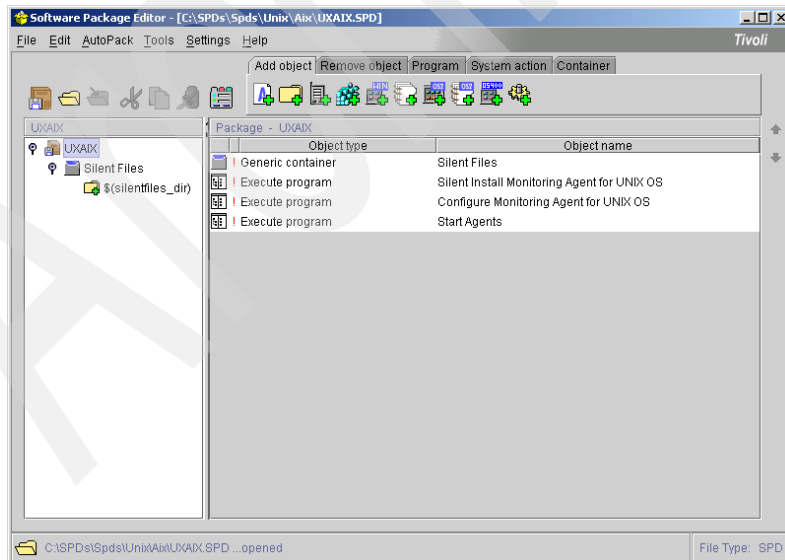 Software Package Editor - [C:\SPDs\Spds\Unix\Aix\UXAIX.SPD]
File Edit AutoPack Tools Settings Help Tivoli
Add object Remove object Program System action Container
UXAIX
Package - UXAIX
Object type Object name
UXAIX
Silent Files
$(silentfiles_dir)
! Generic container Silent Files
! Execute program Silent Install Monitoring Agent for UNIX OS
! Execute program Configure Monitoring Agent for UNIX OS
! Execute program Start Agents
C:\SPDs\Spds\Unix\Aix\UXAIX.SPD ...opened File Type: SPD